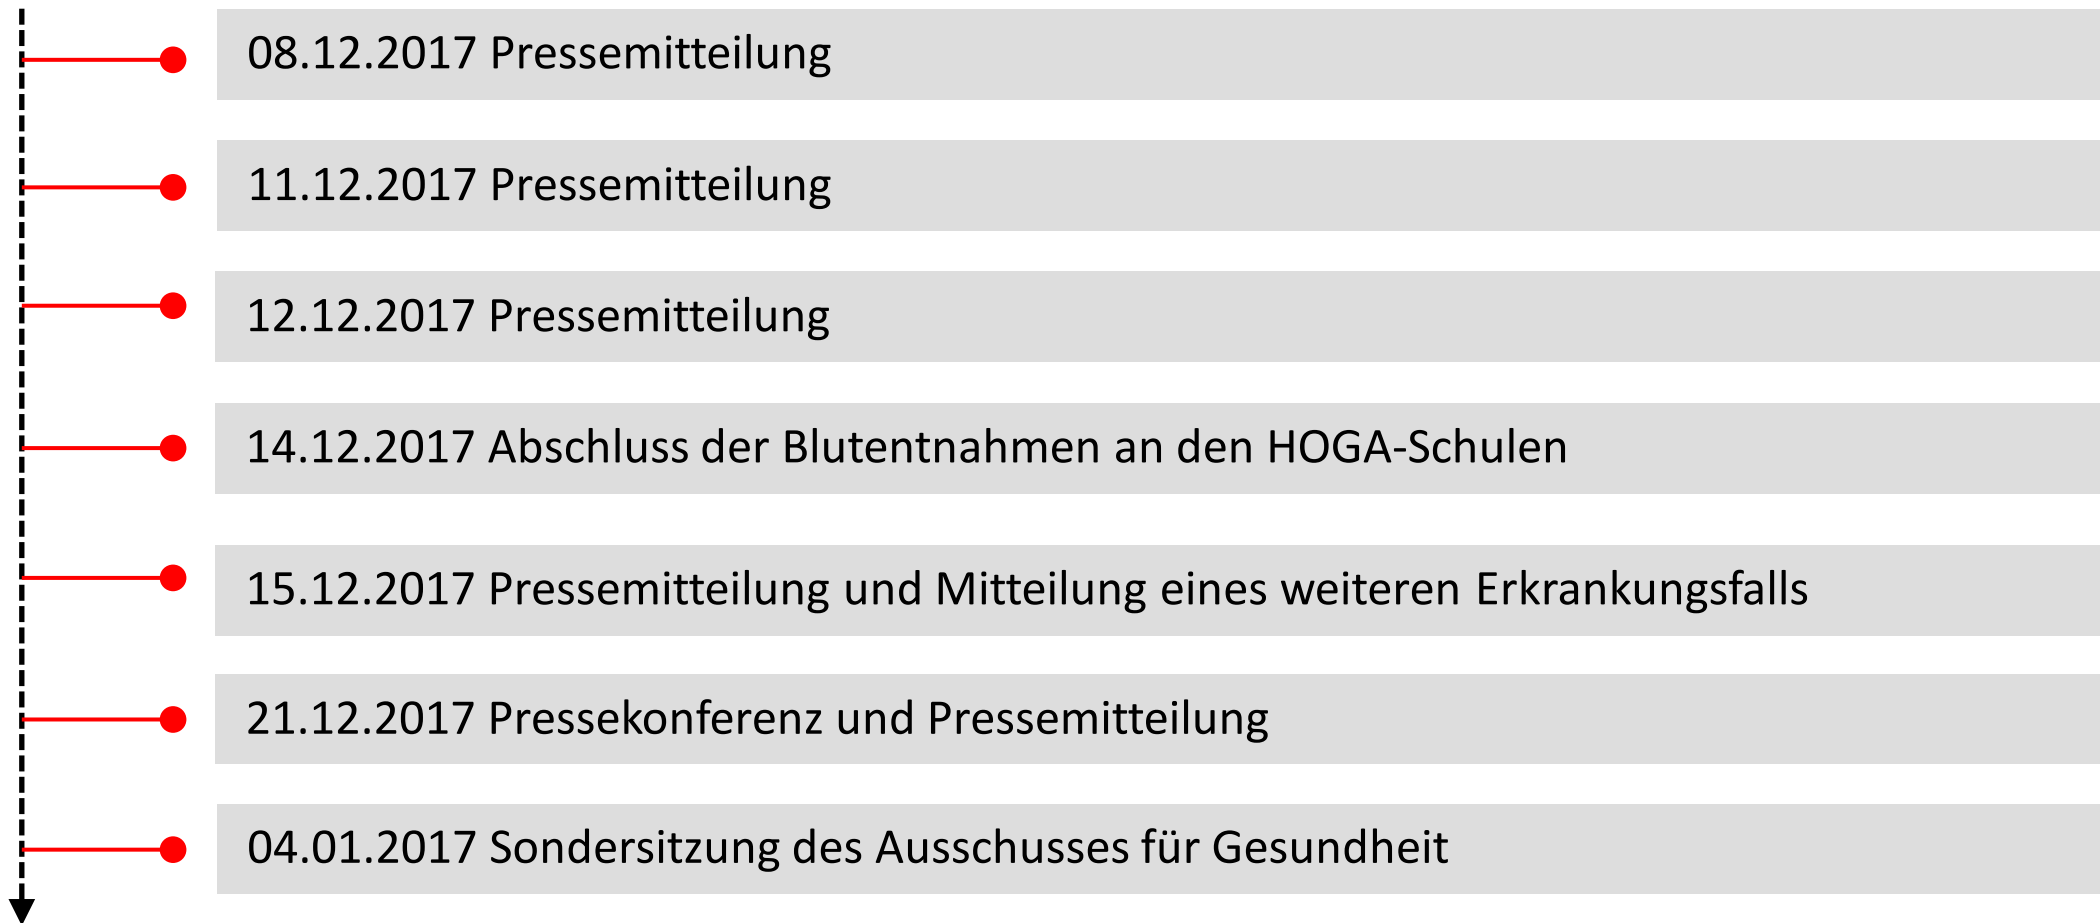 08.12.2017 Pressemitteilung
11.12.2017 Pressemitteilung
12.12.2017 Pressemitteilung
14.12.2017 Abschluss der Blutentnahmen an den HOGA-Schulen
15.12.2017 Pressemitteilung und Mitteilung eines weiteren Erkrankungsfalls
21.12.2017 Pressekonferenz und Pressemitteilung
04.01.2017 Sondersitzung des Ausschusses für Gesundheit